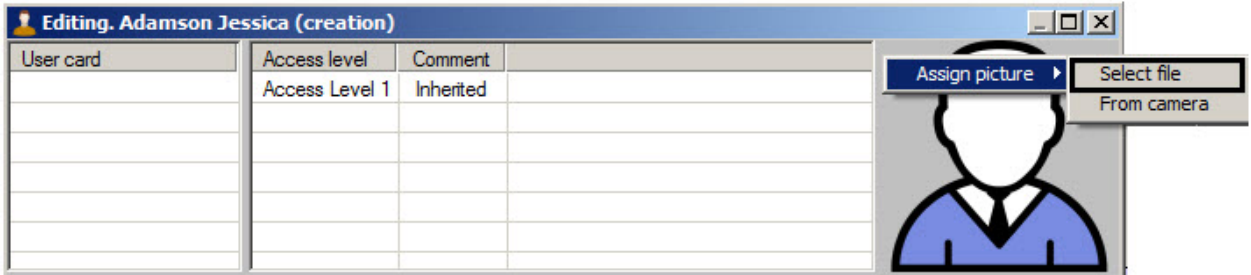 Editing. Adamson Jessica (creation)
User card Access level Comment
Assign picture Select file
Access Level 1 Inherited
From camera